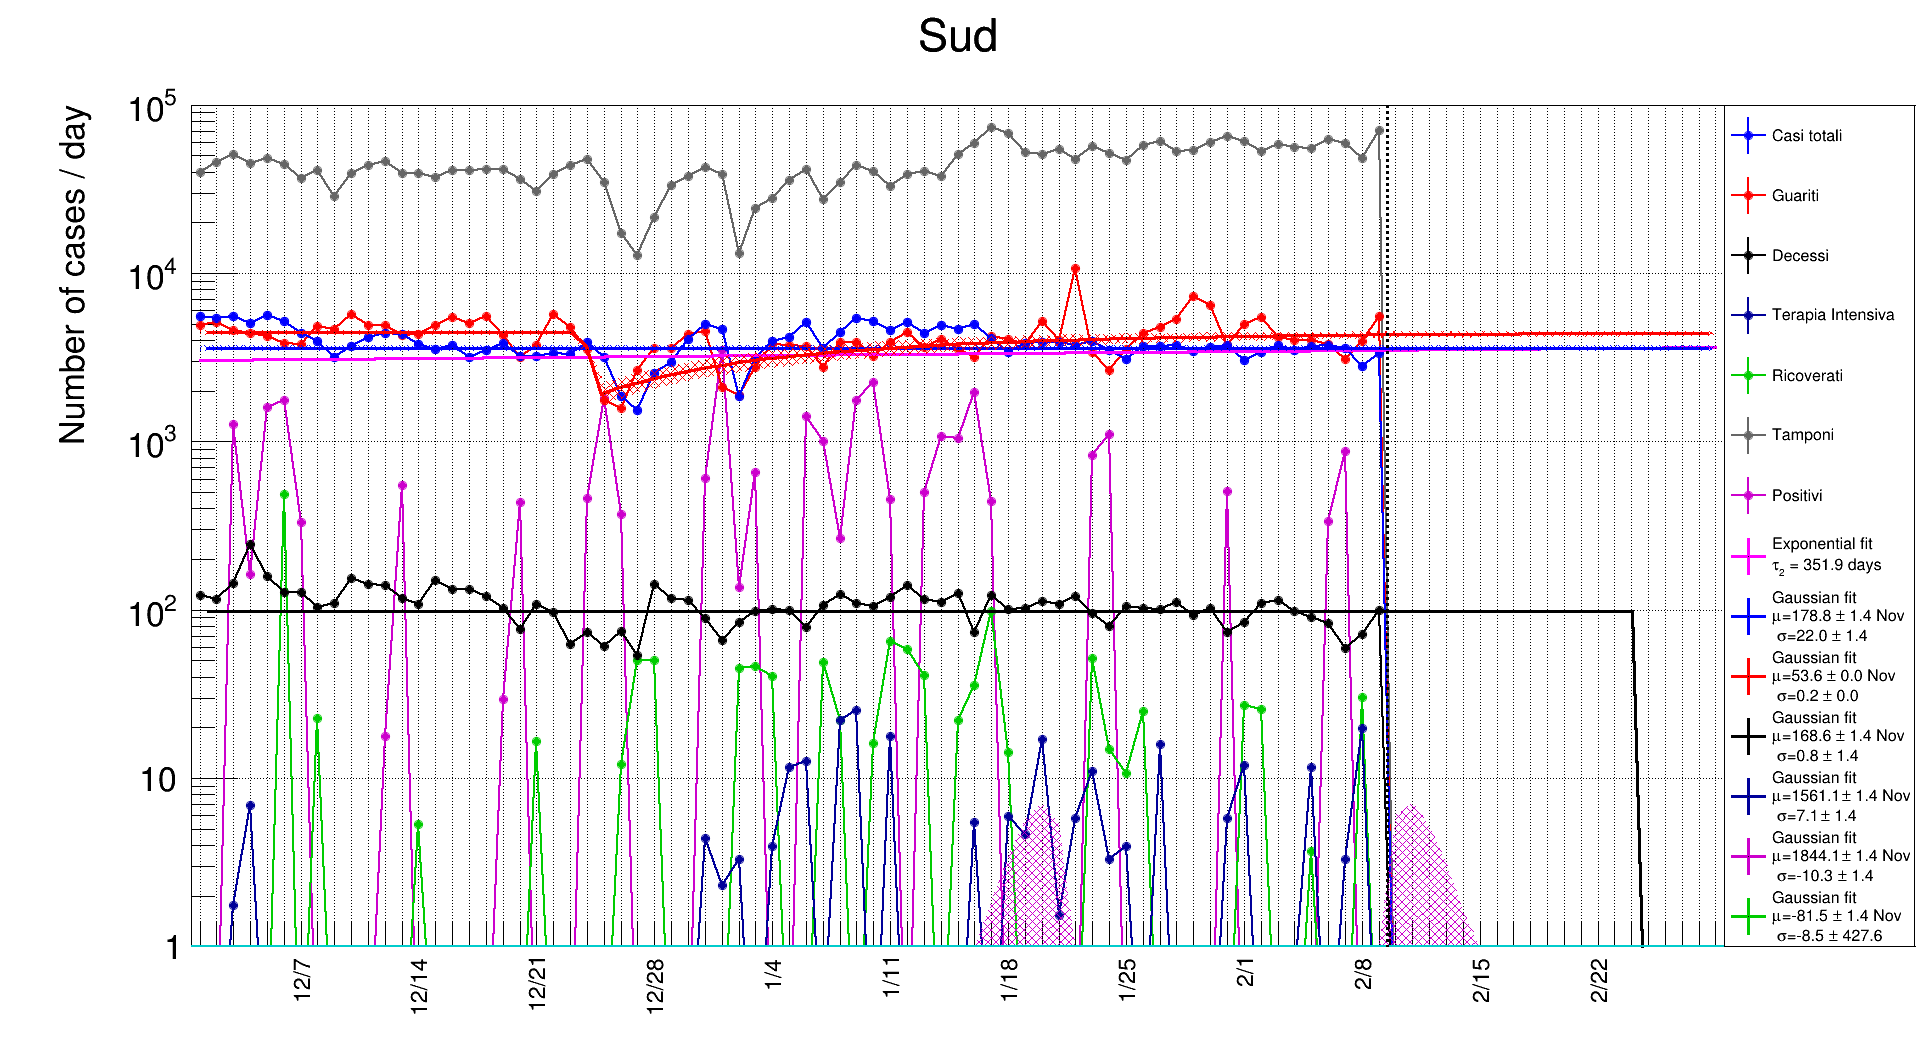 Sud
Number of cases / day
10^5
10^4
10^3
10^2
10
1
12/7
12/14
12/21
12/28
1/4
1/11
1/18
1/25
2/1
2/8
2/15
2/22
Casi totali
Guariti
Decessi
Terapia Intensiva
Ricoverati
Tamponi
Positivi
Exponential fit
τ2 = 351.9 days
Gaussian fit
μ=178.8 ± 1.4 Nov
σ=22.0 ± 1.4
Gaussian fit
μ=53.6 ± 0.0 Nov
σ=0.2 ± 0.0
Gaussian fit
μ=168.6 ± 1.4 Nov
σ=0.8 ± 1.4
Gaussian fit
μ=1561.1 ± 1.4 Nov
σ=7.1 ± 1.4
Gaussian fit
μ=1844.1 ± 1.4 Nov
σ=-10.3 ± 1.4
Gaussian fit
μ=-81.5 ± 1.4 Nov
σ=-8.5 ± 427.6